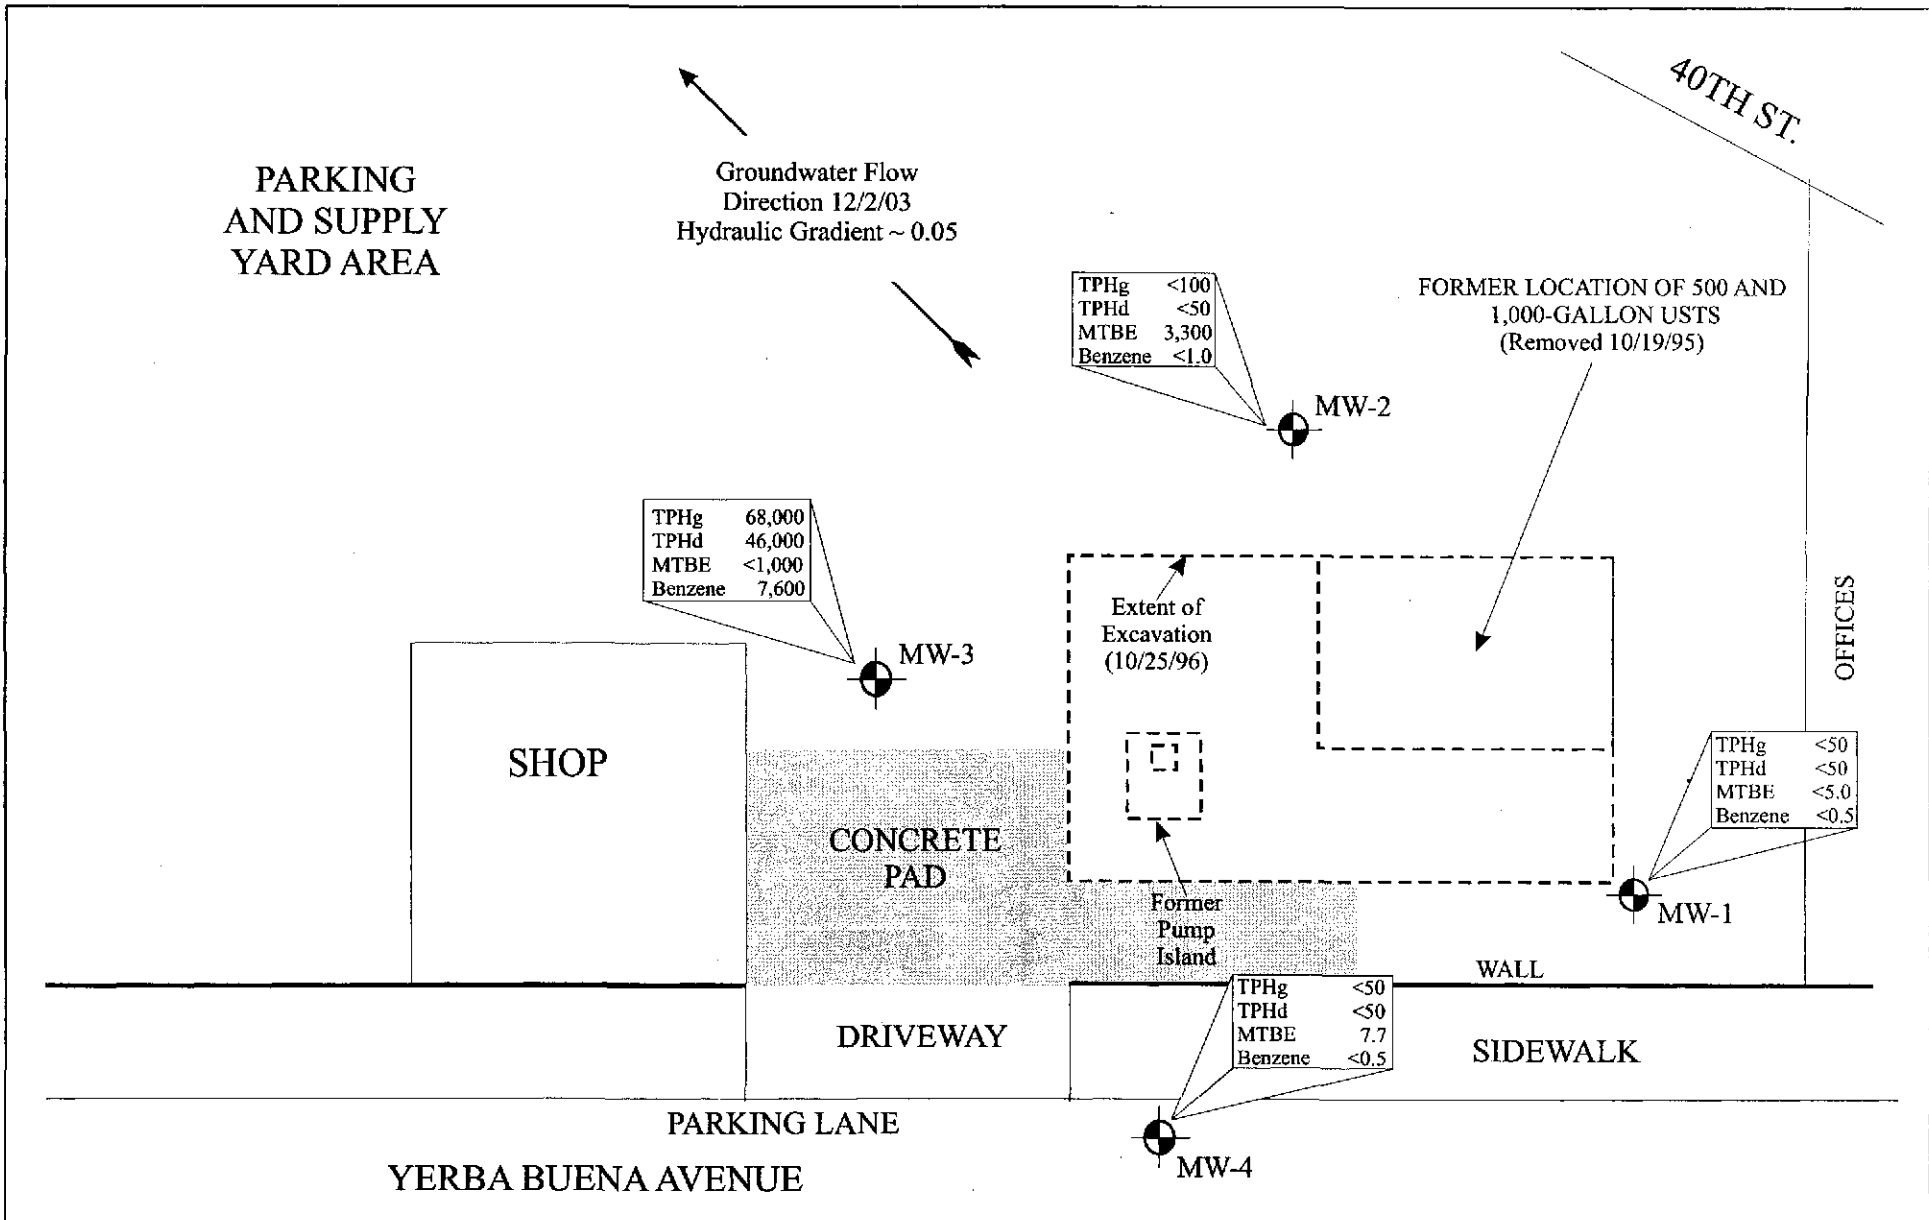 40TH ST.
PARKING
AND SUPPLY
YARD AREA
Groundwater Flow
Direction 12/2/03
Hydraulic Gradient ~ 0.05
TPHg <100
TPHd <50
MTBE 3,300
Benzene <1.0
MW-2
FORMER LOCATION OF 500 AND
1,000-GALLON USTS
(Removed 10/19/95)
TPHg 68,000
TPHd 46,000
MTBE <1,000
Benzene 7,600
MW-3
Extent of
Excavation
(10/25/96)
OFFICES
SHOP
CONCRETE
PAD
TPHg <50
TPHd <50
MTBE <5.0
Benzene <0.5
MW-1
Former
Pump
Island
WALL
TPHg <50
TPHd <50
MTBE 7.7
Benzene <0.5
DRIVEWAY
SIDEWALK
PARKING LANE
MW-4
YERBA BUENA AVENUE